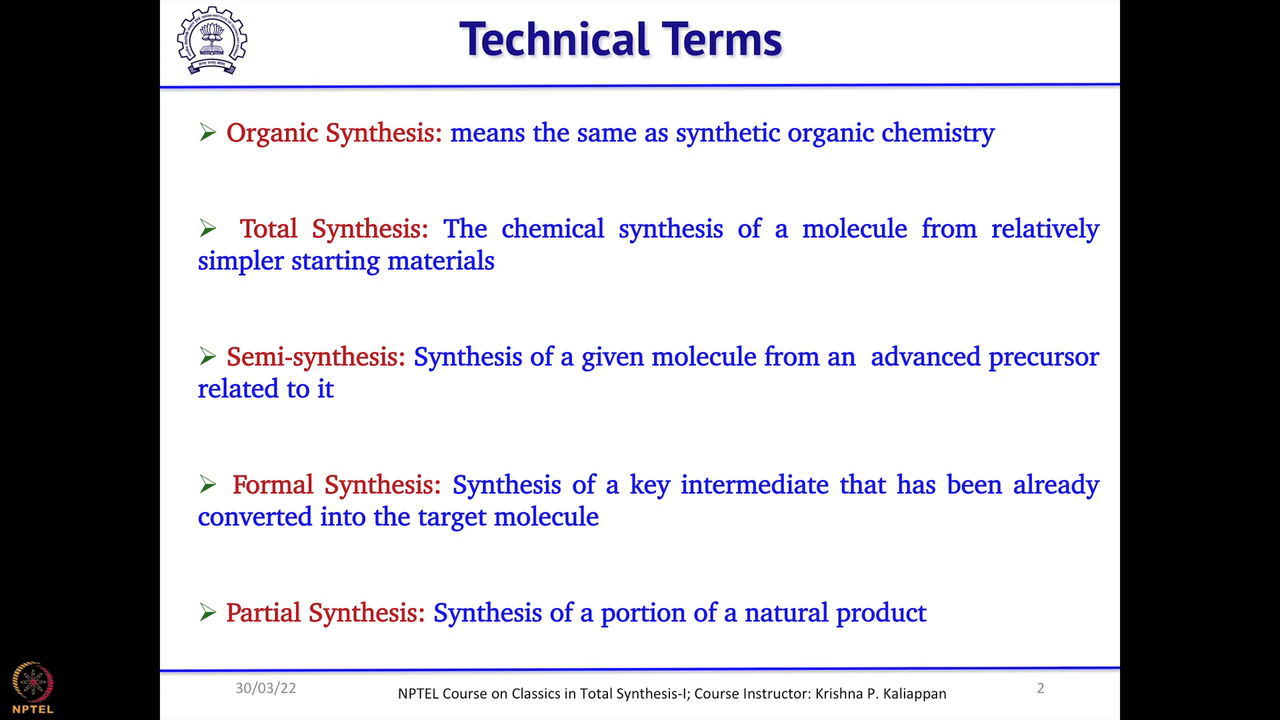 Technical Terms
➢ Organic Synthesis: means the same as synthetic organic chemistry
➢ Total Synthesis: The chemical synthesis of a molecule from relatively
simpler starting materials
➢ Semi-synthesis: Synthesis of a given molecule from an advanced precursor
related to it
➢ Formal Synthesis: Synthesis of a key intermediate that has been already
converted into the target molecule
➢ Partial Synthesis: Synthesis of a portion of a natural product
30/03/22
NPTEL Course on Classics in Total Synthesis-I; Course Instructor: Krishna P. Kaliappan
2
NPTEL